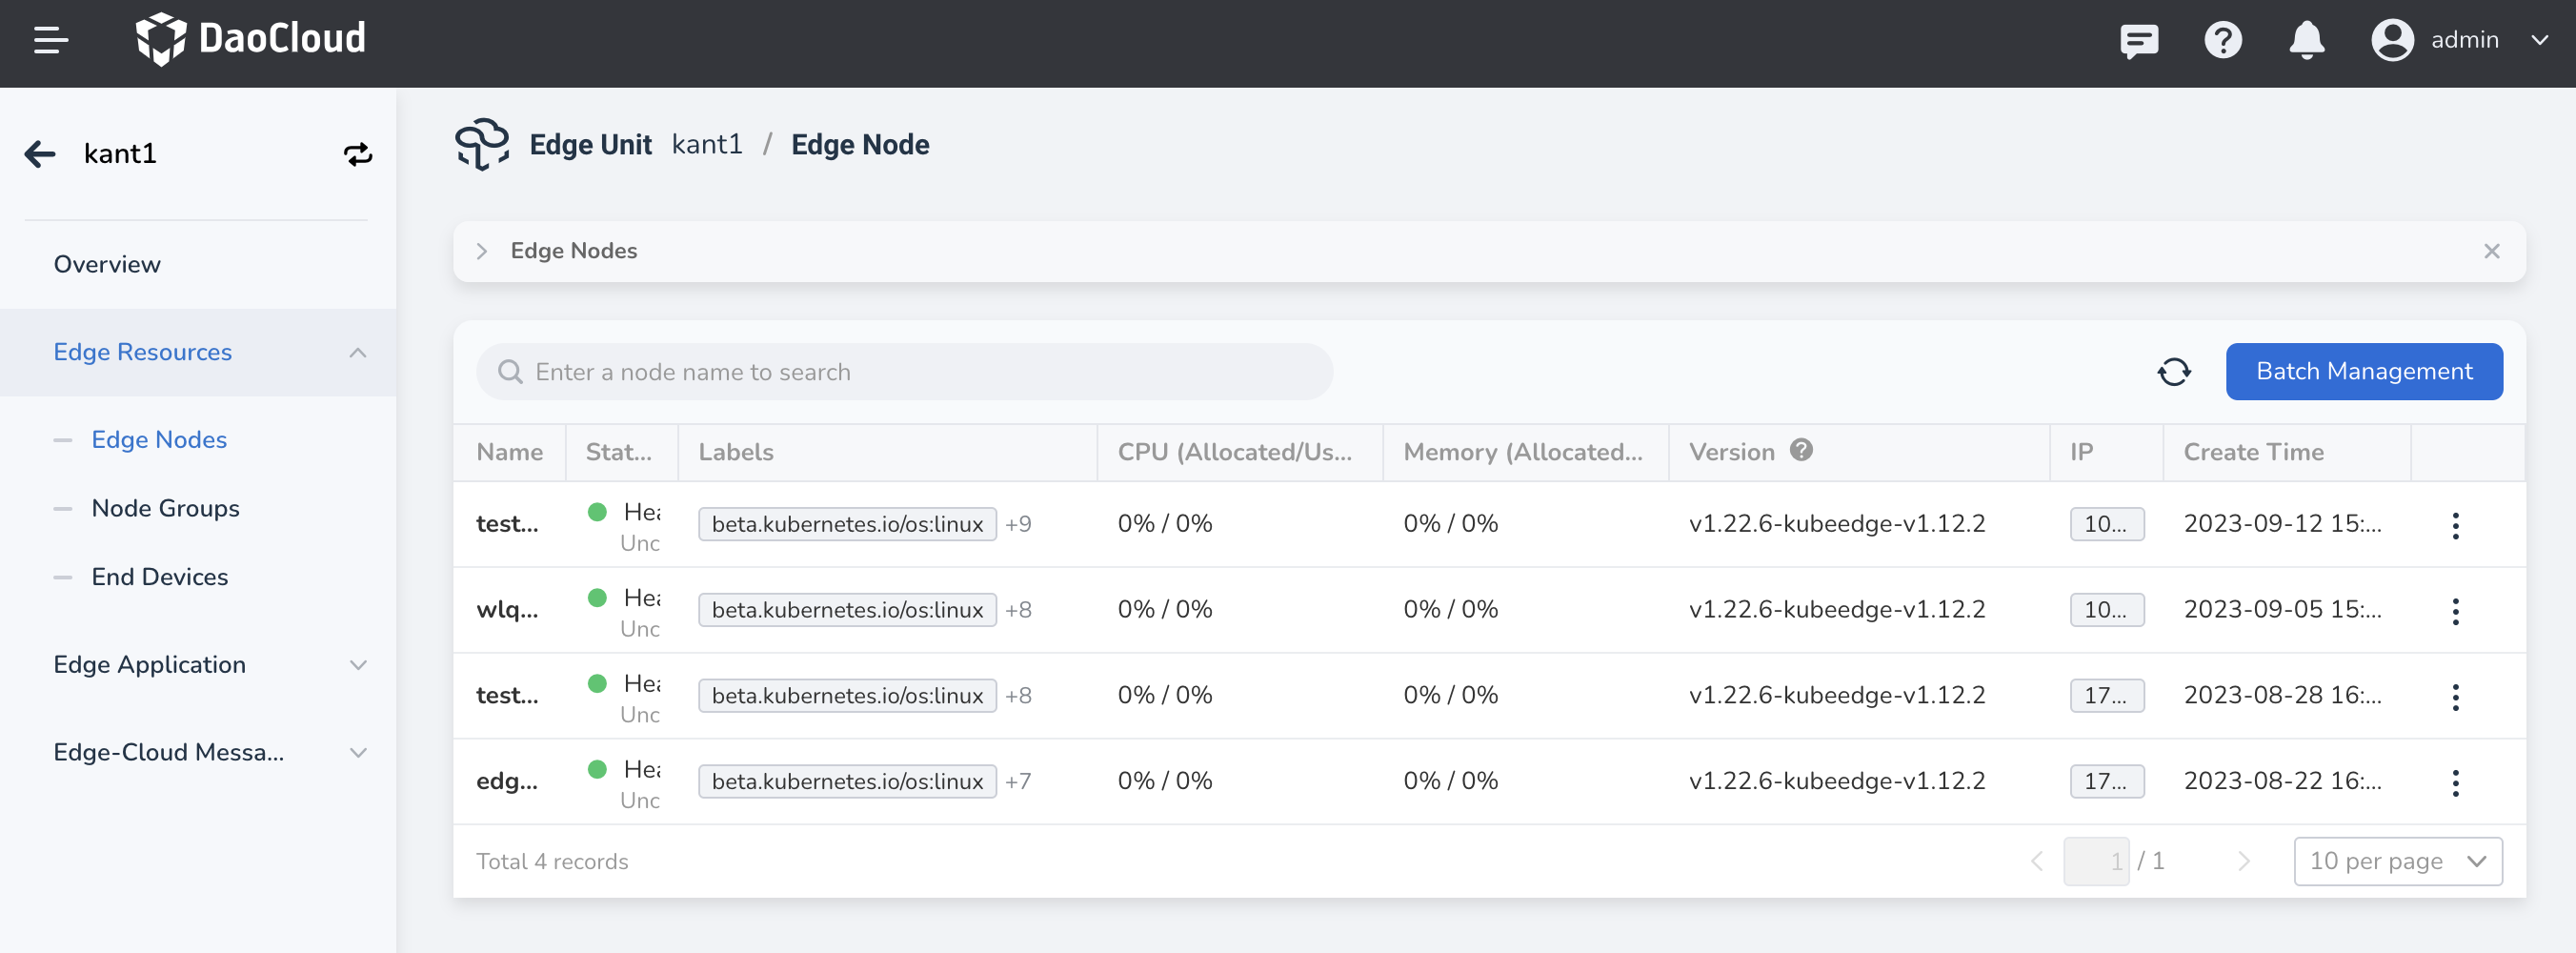 DaoCloud
admin
kant1
Overview
Edge Resources
Edge Nodes
Node Groups
End Devices
Edge Application
Edge-Cloud Messa...
Edge Unit kant1 / Edge Node
Edge Nodes
Enter a node name to search
Batch Management
Name Stat... Labels CPU (Allocated/Us... Memory (Allocated... Version IP Create Time
test... Hea beta.kubernetes.io/os:linux +9 0% / 0% 0% / 0% v1.22.6-kubeedge-v1.12.2 10... 2023-09-12 15:...
Unc
wlq... Hea beta.kubernetes.io/os:linux +8 0% / 0% 0% / 0% v1.22.6-kubeedge-v1.12.2 10... 2023-09-05 15:...
Unc
test... Hea beta.kubernetes.io/os:linux +8 0% / 0% 0% / 0% v1.22.6-kubeedge-v1.12.2 17... 2023-08-28 16:...
Unc
edg... Hea beta.kubernetes.io/os:linux +7 0% / 0% 0% / 0% v1.22.6-kubeedge-v1.12.2 17... 2023-08-22 16:...
Unc
Total 4 records
1 / 1
10 per page